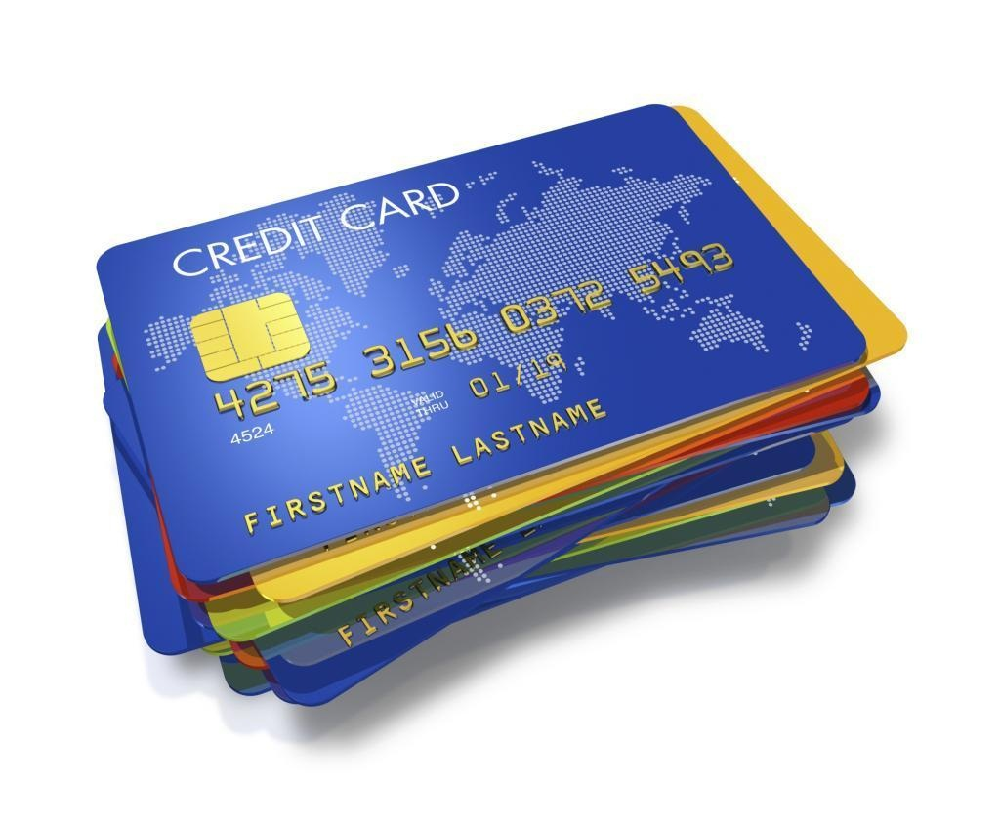 CREDIT CARD
4275 3156 0372 5493
4524
VALID
THRU
01/19
FIRSTNAME LASTNAME
FIRSTNAME